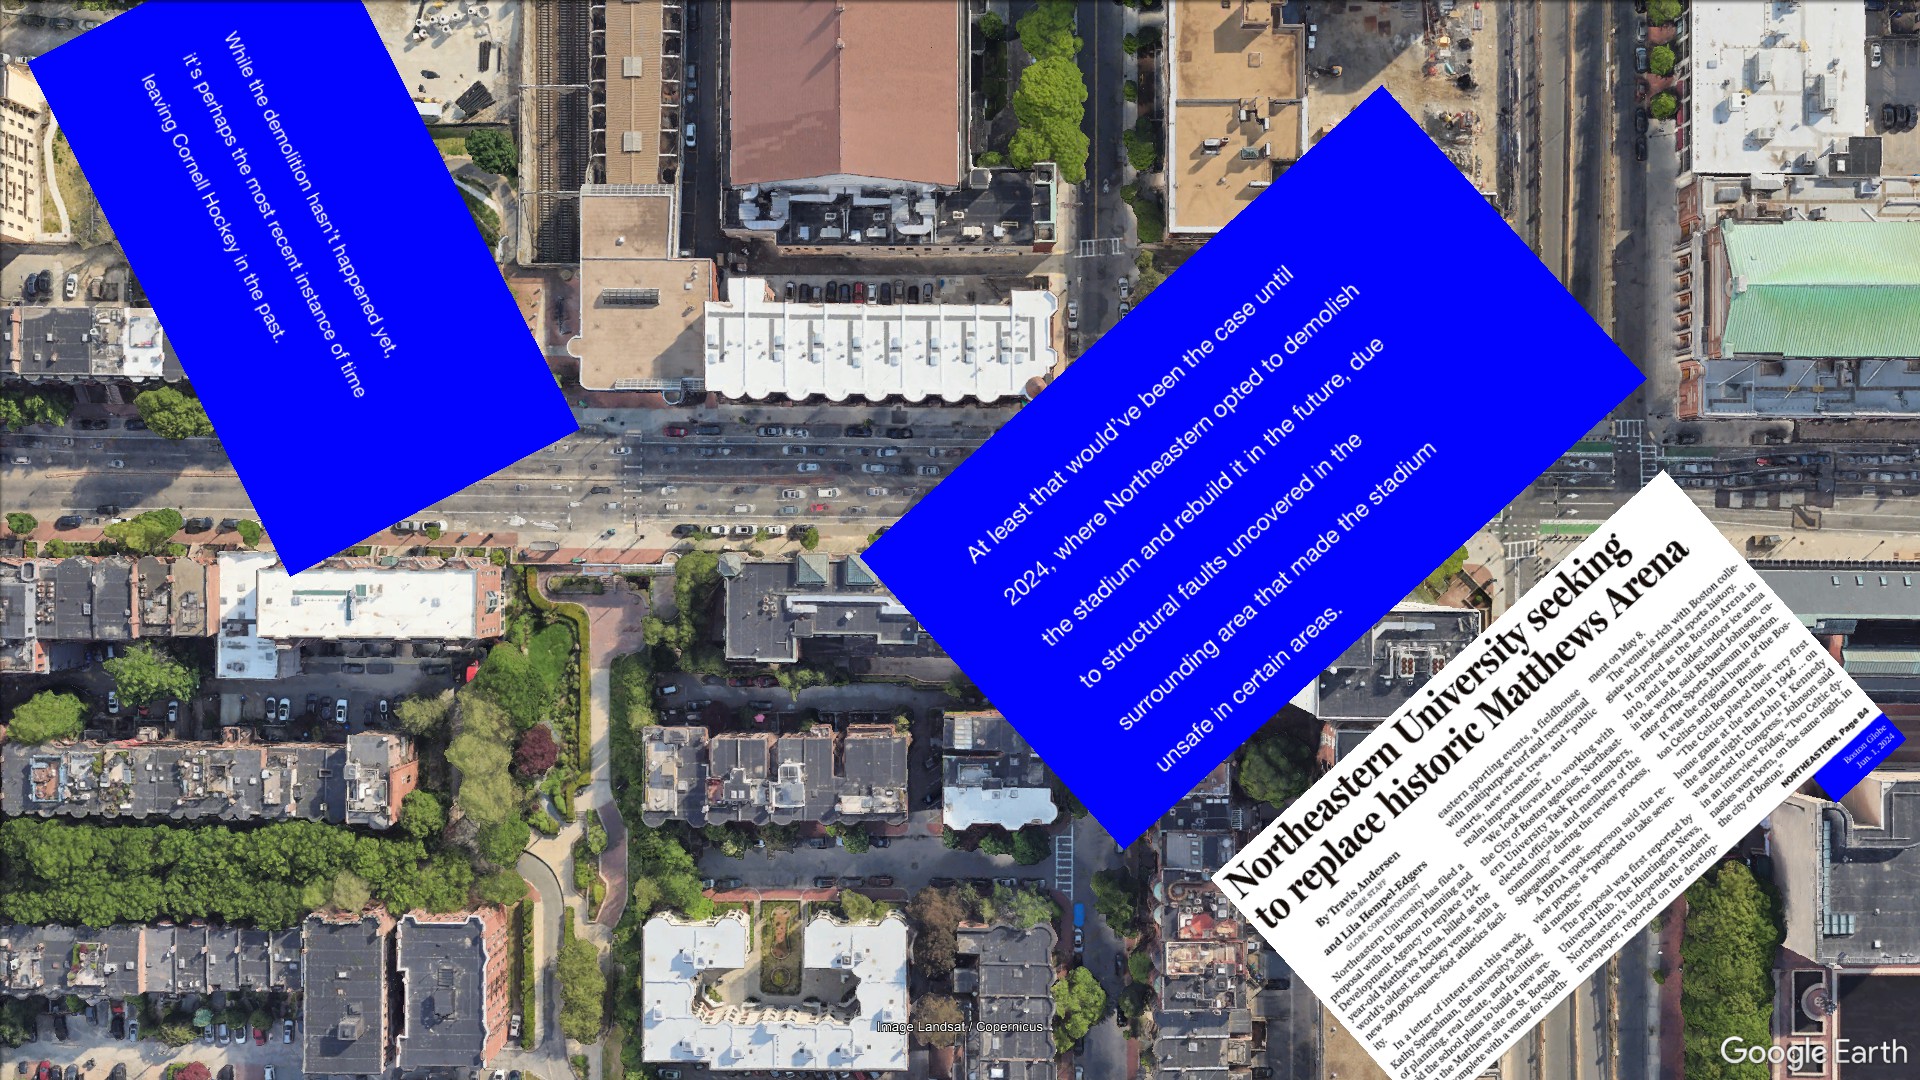 While the demolition hasn't happened yet,
it's perhaps the most recent instance of time
leaving Cornell Hockey in the past.
At least that would've been the case until
2024, where Northeastern opted to demolish
the stadium and rebuild it in the future, due
to structural faults uncovered in the
surrounding area that made the stadium
unsafe in certain areas.
Northeastern University seeking
to replace historic Matthews Arena
By Travis Andersen
GLOBE STAFF
and Lila Hempel-Edgers
GLOBE CORRESPONDENT
Northeastern University has filed a
proposal with the Boston Planning and
Development Agency to replace 124-
year-old Matthews Arena, billed as the
world's oldest hockey venue, with a
new 290,000-square-foot athletics facil-
ity.
In a letter of intent sent this week,
Kathy Spiegelman, the university's chief
of planning, real estate, and facilities,
said the school plans to build a new are-
the Matthews site on St. Botolph
complete with a venue for North-
eastern sporting events, a fieldhouse
with multipurpose turf and recreational
courts, new street trees, and "public
realm improvements."
"We look forward to working with
the City of Boston agencies, Northeast-
ern University Task Force members,
elected officials, and members of the
community" during the review process,
Spiegelman wrote.
A BPDA spokesperson said the re-
view process is "projected to take sever-
al months."
The proposal was first reported by
Universal Hub. The Huntington News,
Northeastern's independent student
newspaper, reported on the develop-
ment on May 8.
The venue is rich with Boston colle-
giate and professional sports history.
It opened as the Boston Arena in
1910, and is the oldest indoor ice arena
in the world, said Richard Johnson, cu-
rator of The Sports Museum in Boston.
It was the original home of the Bos-
ton Celtics and Boston Bruins.
"The Celtics played their very first
home game at the arena in 1946 ... on
the same night that John F. Kennedy
was elected to Congress," Johnson said
in an interview Friday. "Two Celtic dy-
nasties were born, on the same night, in
the city of Boston."
NORTHEASTERN, Page B4
Boston Globe
Jun. 1, 2024
Image Landsat / Copernicus
Google Earth